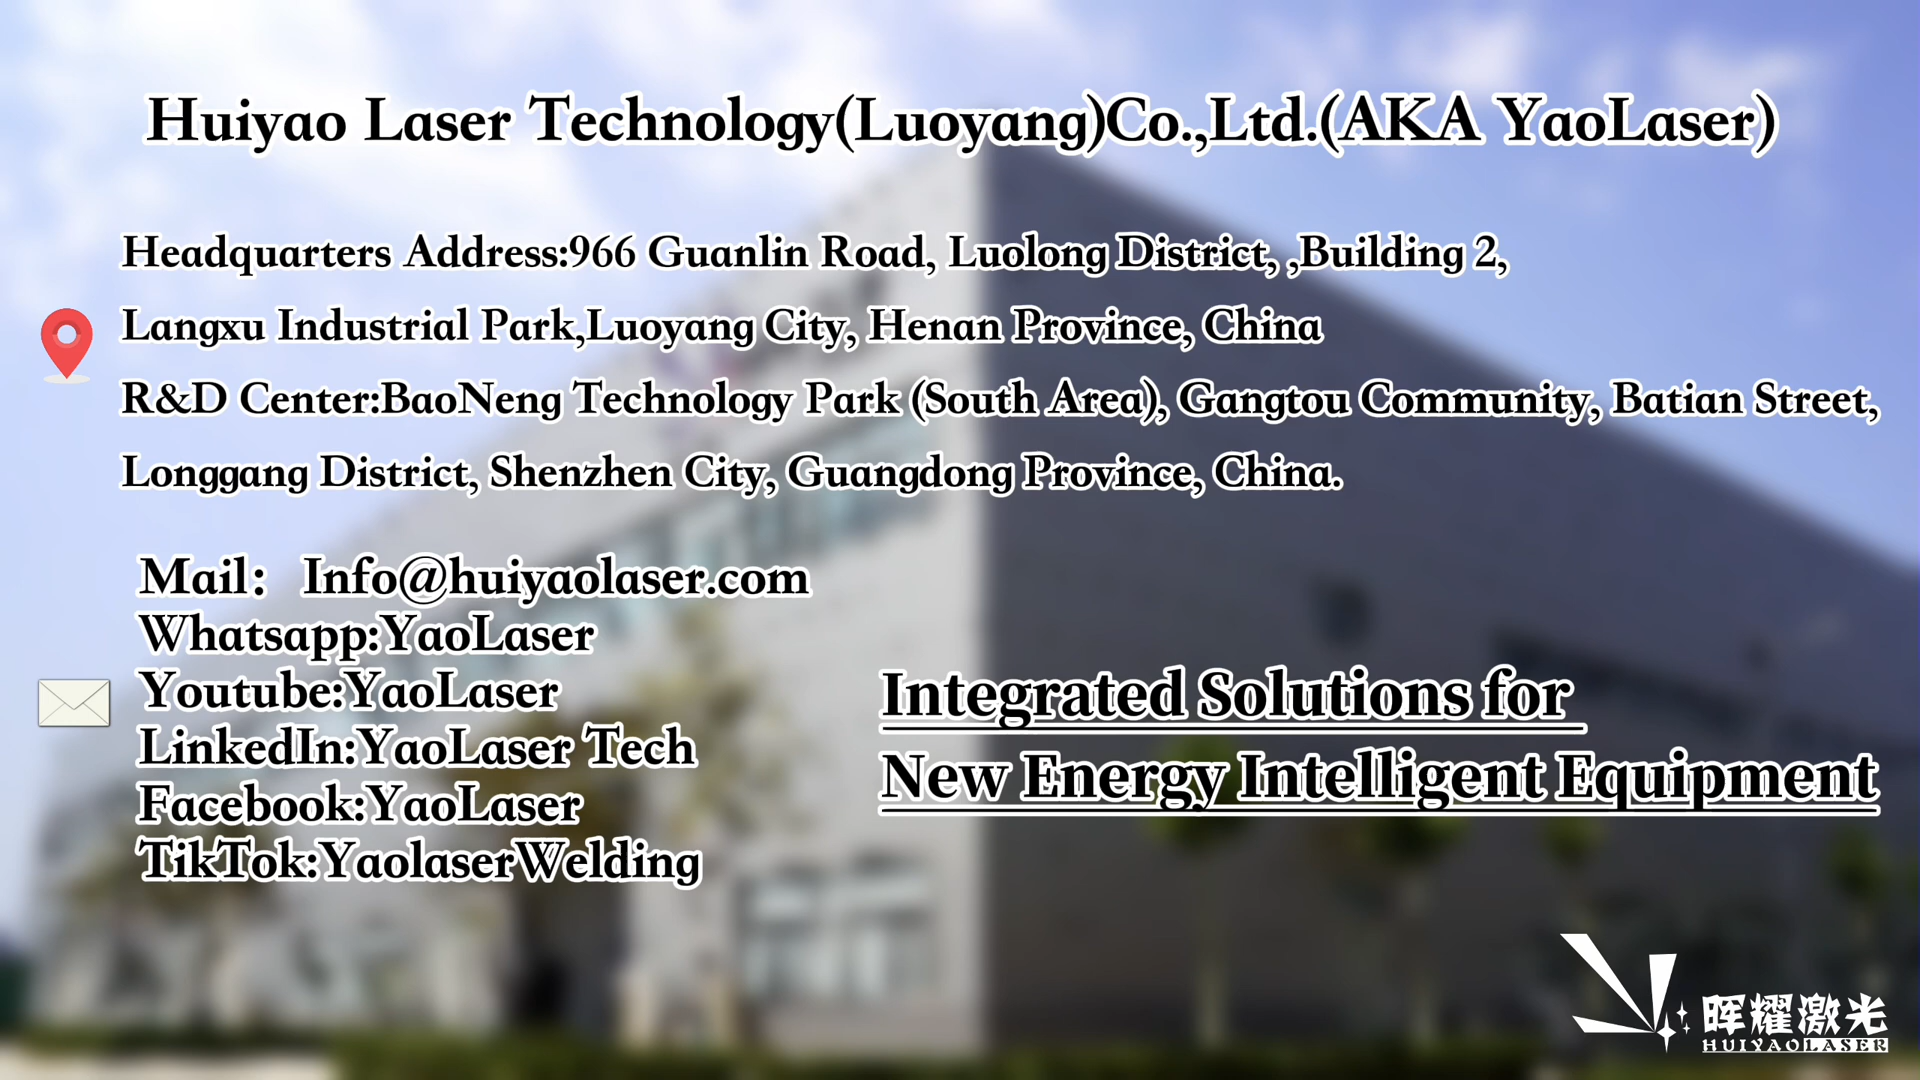 Huiyao Laser Technology(Luoyang)Co.,Ltd.(AKA YaoLaser)
Headquarters Address:966 Guanlin Road, Luolong District, ,Building 2,
Langxu Industrial Park,Luoyang City, Henan Province, China
R&D Center:BaoNeng Technology Park (South Area), Gangtou Community, Batian Street,
Longgang District, Shenzhen City, Guangdong Province, China.
Mail： Info@huiyaolaser.com
Whatsapp:YaoLaser
Youtube:YaoLaser
LinkedIn:YaoLaser Tech
Facebook:YaoLaser
TikTok:YaolaserWelding
Integrated Solutions for
New Energy Intelligent Equipment
晖耀激光
HUIYAOLASER